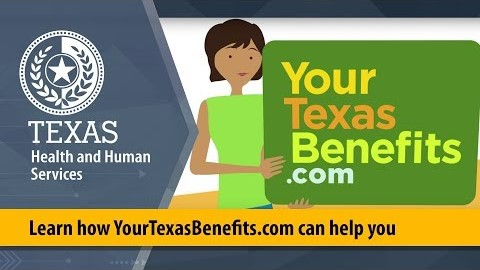 TEXAS
Health and Human
Services
Your
Texas
Benefits
.com
Learn how YourTexasBenefits.com can help you